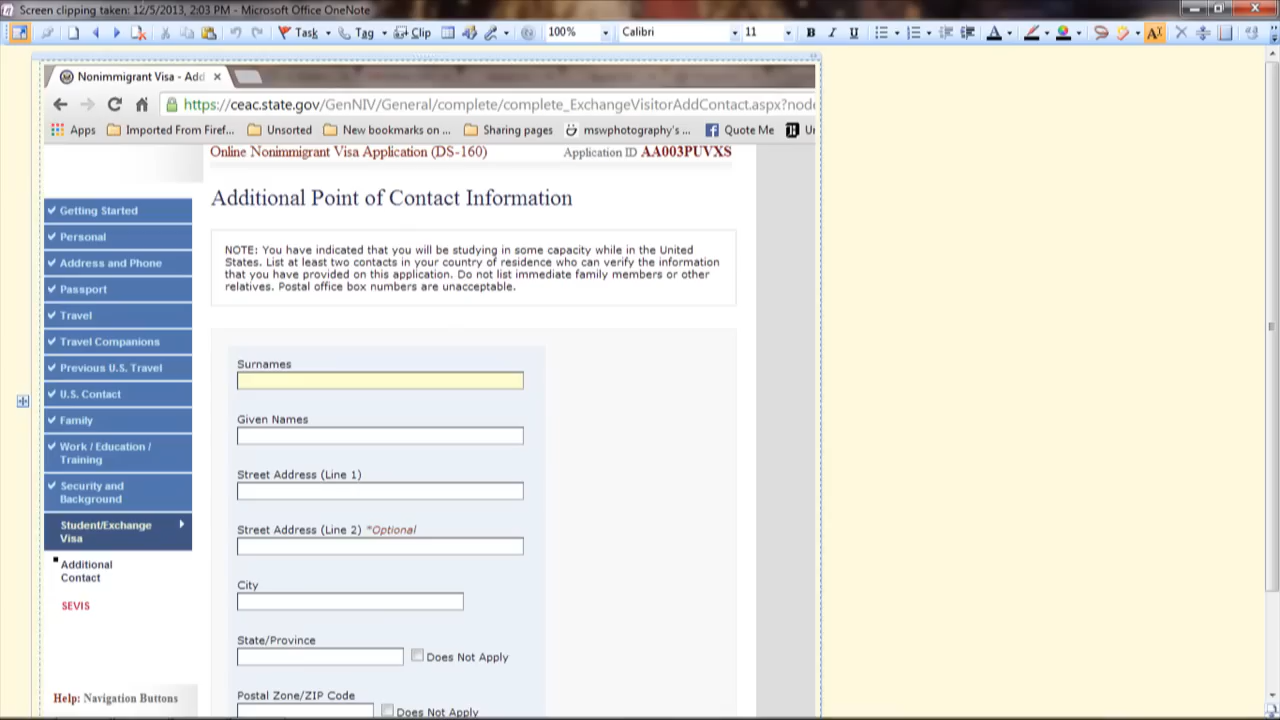 Screen clipping taken: 12/5/2013, 2:03 PM - Microsoft Office OneNote
Task Tag Clip 100% Calibri 11 B I U A
Nonimmigrant Visa - Add
https://ceac.state.gov/GenNIV/General/complete/complete_ExchangeVisitorAddContact.aspx?node
Apps Imported From Firef... Unsorted New bookmarks on ... Sharing pages mswphotography's ... Quote Me
Online Nonimmigrant Visa Application (DS-160) Application ID AA003PUVXS
Additional Point of Contact Information
NOTE: You have indicated that you will be studying in some capacity while in the United
States. List at least two contacts in your country of residence who can verify the information
that you have provided on this application. Do not list immediate family members or other
relatives. Postal office box numbers are unacceptable.
Getting Started
Personal
Address and Phone
Passport
Travel
Travel Companions
Previous U.S. Travel
U.S. Contact
Family
Work / Education /
Training
Security and
Background
Student/Exchange
Visa
Additional
Contact
SEVIS
Help: Navigation Buttons
Surnames
Given Names
Street Address (Line 1)
Street Address (Line 2) *Optional
City
State/Province
Does Not Apply
Postal Zone/ZIP Code
Does Not Apply